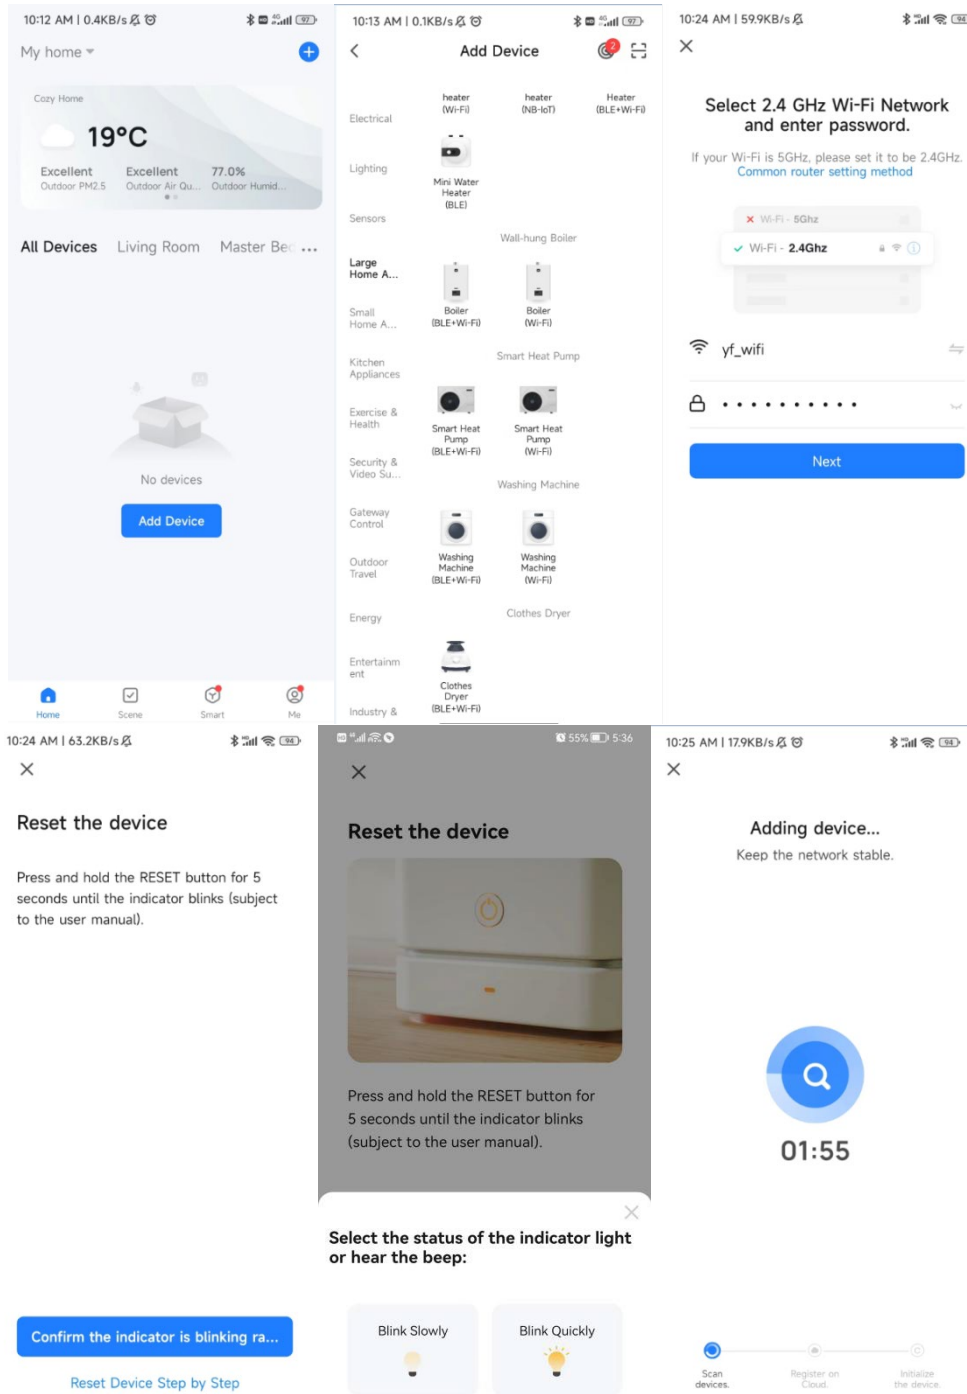 10:12 AM | 0.4KB/s
97
My home
Cozy Home
19°C
Excellent
Outdoor PM2.5
Excellent
Outdoor Air Qu...
77.0%
Outdoor Humid...
All Devices
Living Room
Master Bec
...
No devices
Add Device
Home
Scene
Smart
Me
10:13 AM | 0.1KB/s
97
Add Device
2
Electrical
Lighting
Sensors
Large
Home A...
Small
Home A...
Kitchen
Appliances
Exercise &
Health
Security &
Video Su...
Gateway
Control
Outdoor
Travel
Energy
Entertainm
ent
Industry &
heater
(Wi-Fi)
heater
(NB-IoT)
Heater
(BLE+Wi-Fi)
Mini Water
Heater
(BLE)
Wall-hung Boiler
Boiler
(BLE+Wi-Fi)
Boiler
(Wi-Fi)
Smart Heat Pump
Smart Heat
Pump
(BLE+Wi-Fi)
Smart Heat
Pump
(Wi-Fi)
Washing Machine
Washing
Machine
(BLE+Wi-Fi)
Washing
Machine
(Wi-Fi)
Clothes Dryer
Clothes
Dryer
(BLE+Wi-Fi)
10:24 AM | 59.9KB/s
94
Select 2.4 GHz Wi-Fi Network
and enter password.
If your Wi-Fi is 5GHz, please set it to be 2.4GHz.
Common router setting method
Wi-Fi - 5Ghz
Wi-Fi - 2.4Ghz
yf_wifi
Next
10:24 AM | 63.2KB/s
94
Reset the device
Press and hold the RESET button for 5
seconds until the indicator blinks (subject
to the user manual).
Confirm the indicator is blinking ra...
Reset Device Step by Step
55% 5:36
Reset the device
Press and hold the RESET button for
5 seconds until the indicator blinks
(subject to the user manual).
Select the status of the indicator light
or hear the beep:
Blink Slowly
Blink Quickly
10:25 AM | 17.9KB/s
94
Adding device...
Keep the network stable.
01:55
Scan
devices.
Register on
Cloud.
Initialize
the device.